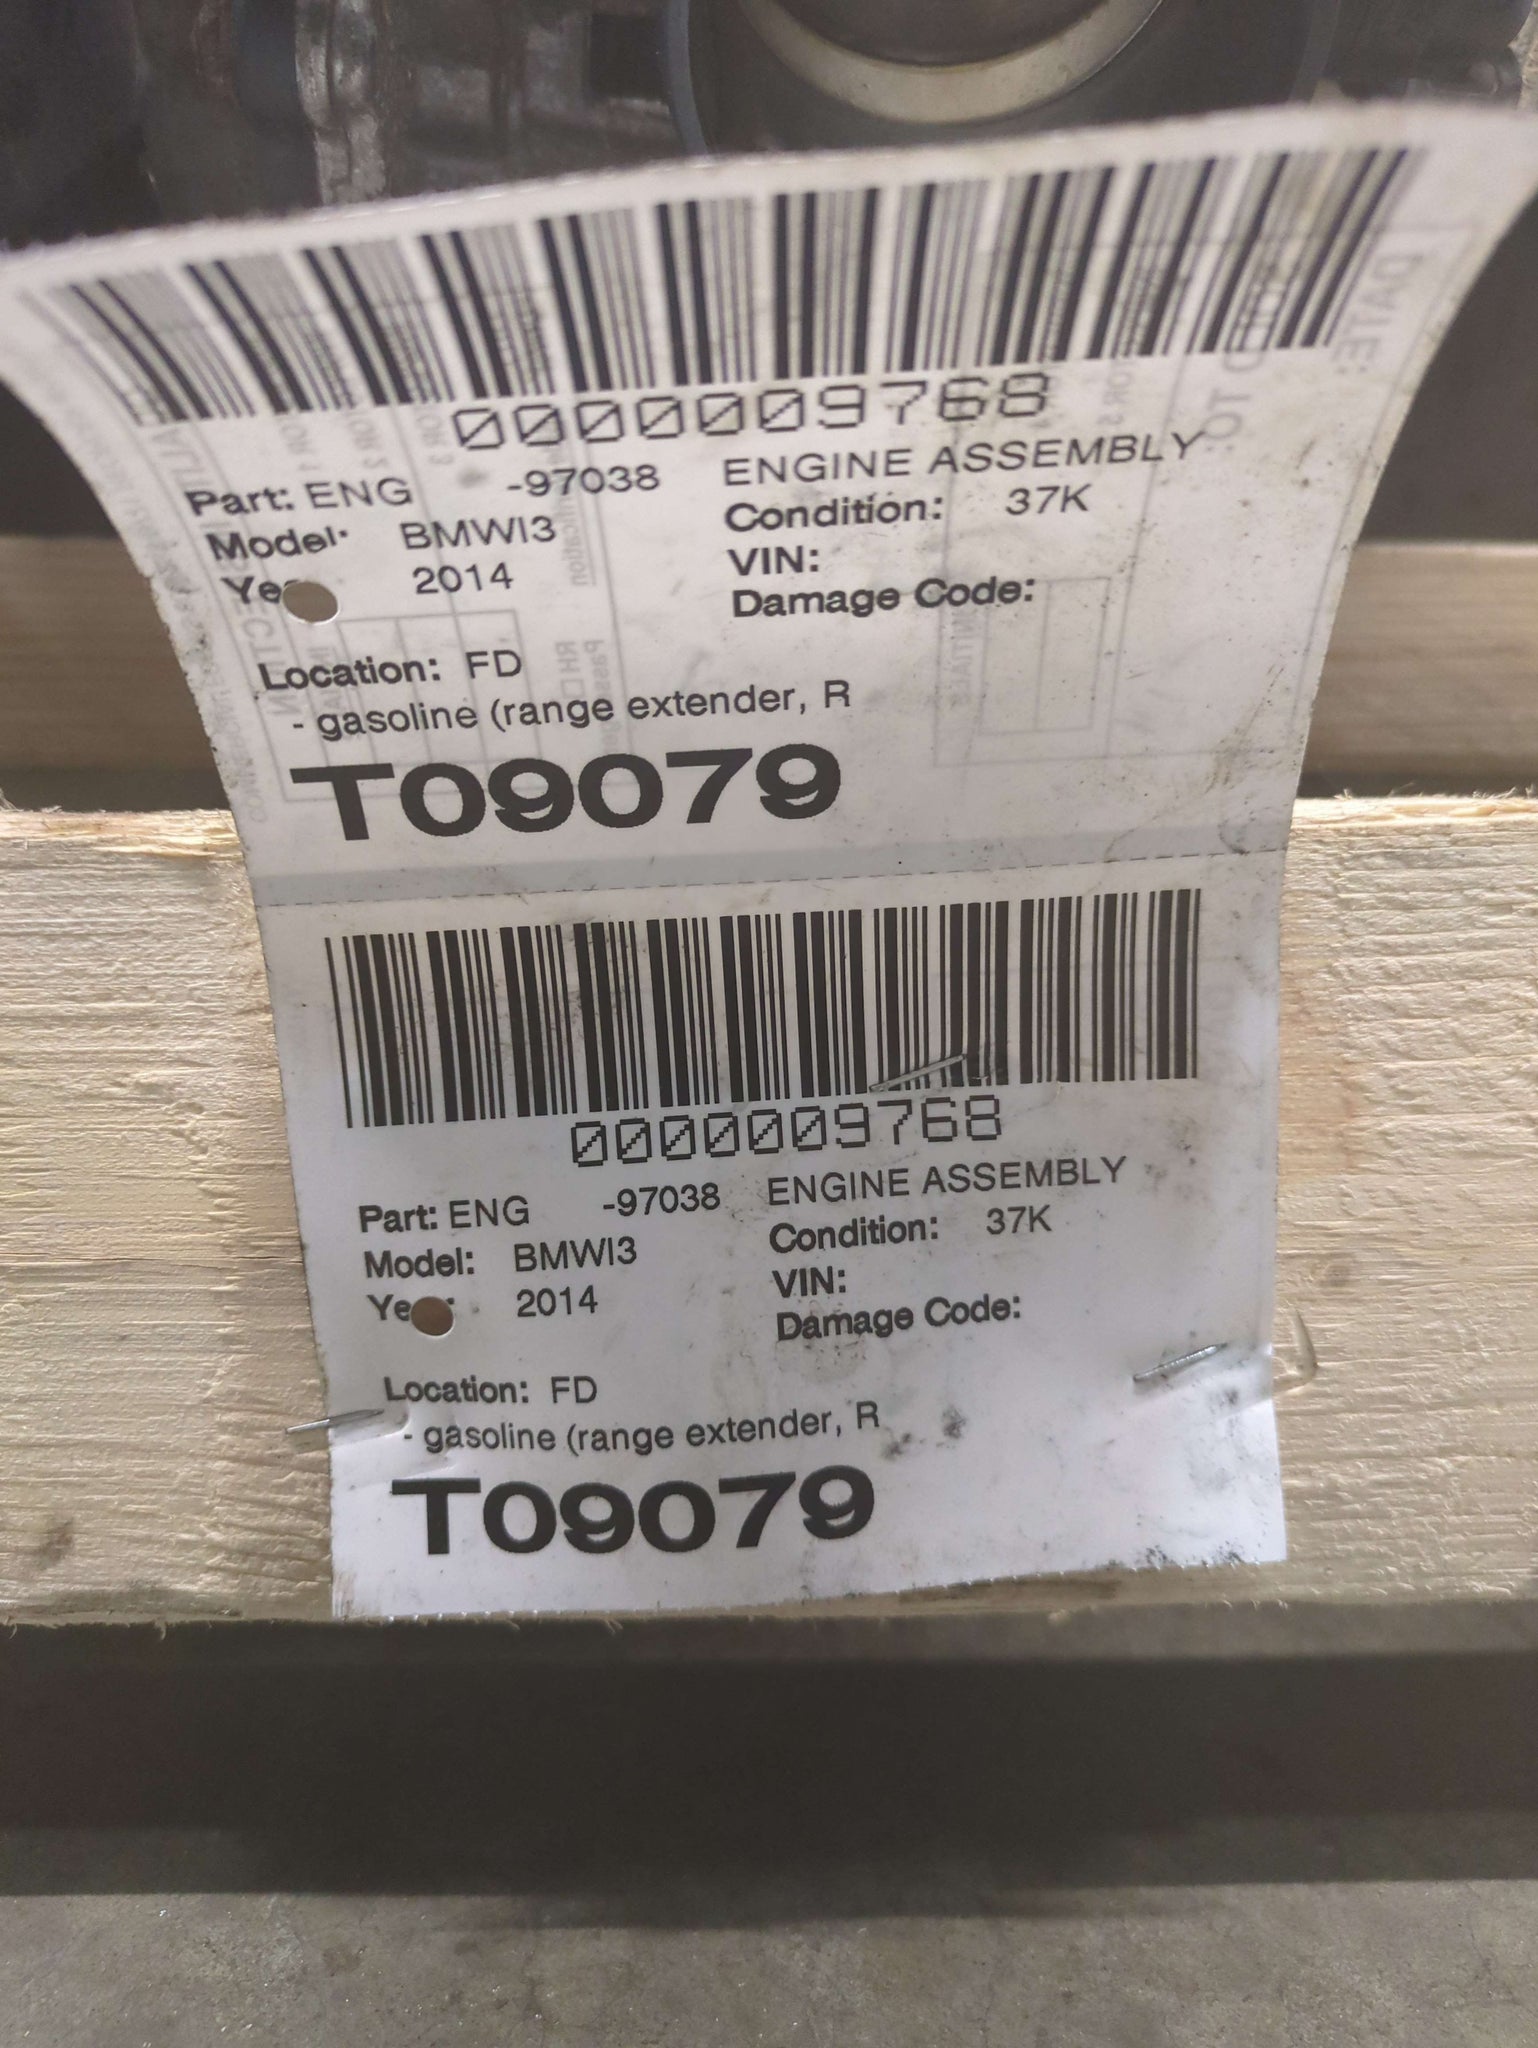 0000009768
Part: ENG -97038 ENGINE ASSEMBLY
Model: BMWI3 Condition: 37K
2014 VIN:
Damage Code:
Location: FD
- gasoline (range extender, R
T09079
0000009768
Part: ENG -97038 ENGINE ASSEMBLY
Model: BMWI3 Condition: 37K
2014 VIN:
Damage Code:
Location: FD
- gasoline (range extender, R
T09079